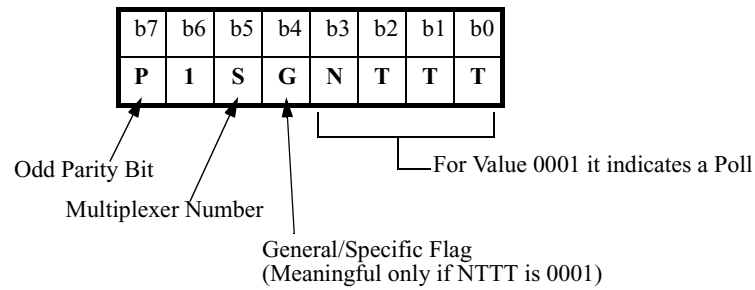 b7 b6 b5 b4 b3 b2 b1 b0
P 1 S G N T T T
Odd Parity Bit
For Value 0001 it indicates a Poll
Multiplexer Number
General/Specific Flag
(Meaningful only if NTTT is 0001)